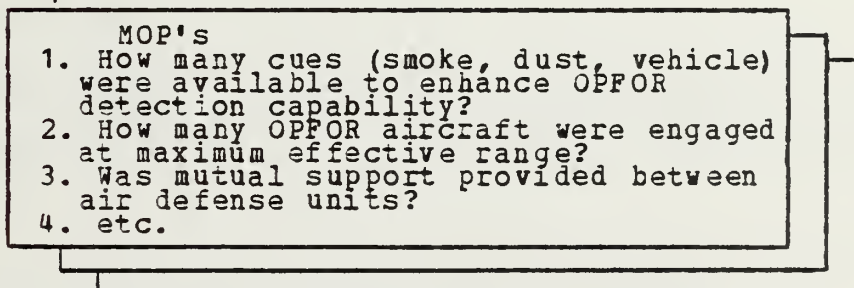 MOP's
1. How many cues (smoke, dust, vehicle)
were available to enhance OPFOR
detection capability?
2. How many OPFOR aircraft were engaged
at maximum effective range?
3. Was mutual support provided between
air defense units?
4. etc.